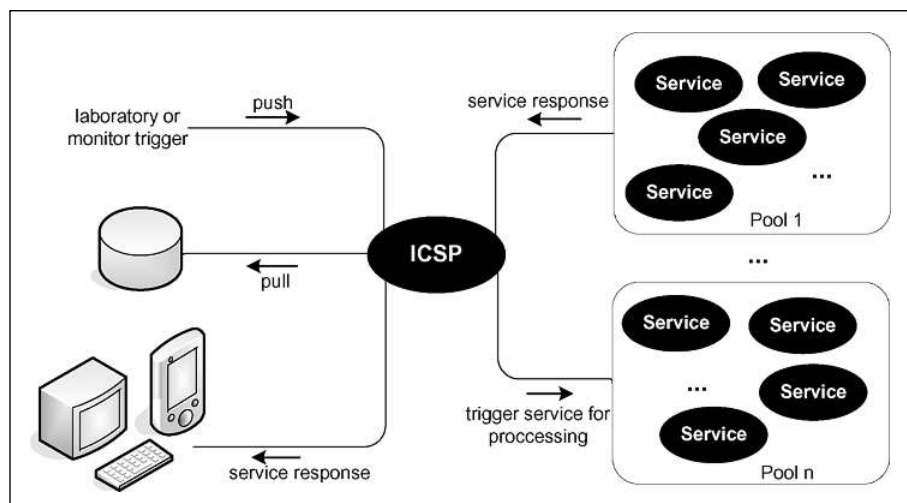 laboratory or
monitor trigger
push
pull
service response
ICSP
service response
trigger service for
proccessing
Service
Service
Service
Service
...
Pool 1
...
Service
Service
...
Service
Service
Pool n